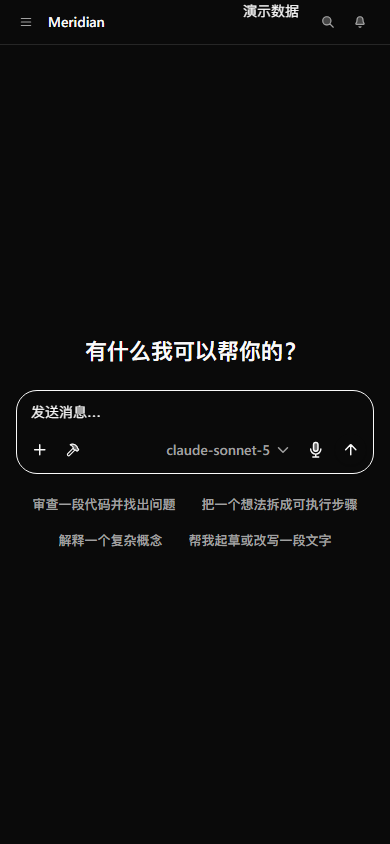 演示数据
Meridian
有什么我可以帮你的？
发送消息...
claude-sonnet-5
审查一段代码并找出问题 把一个想法拆成可执行步骤
解释一个复杂概念 帮我起草或改写一段文字